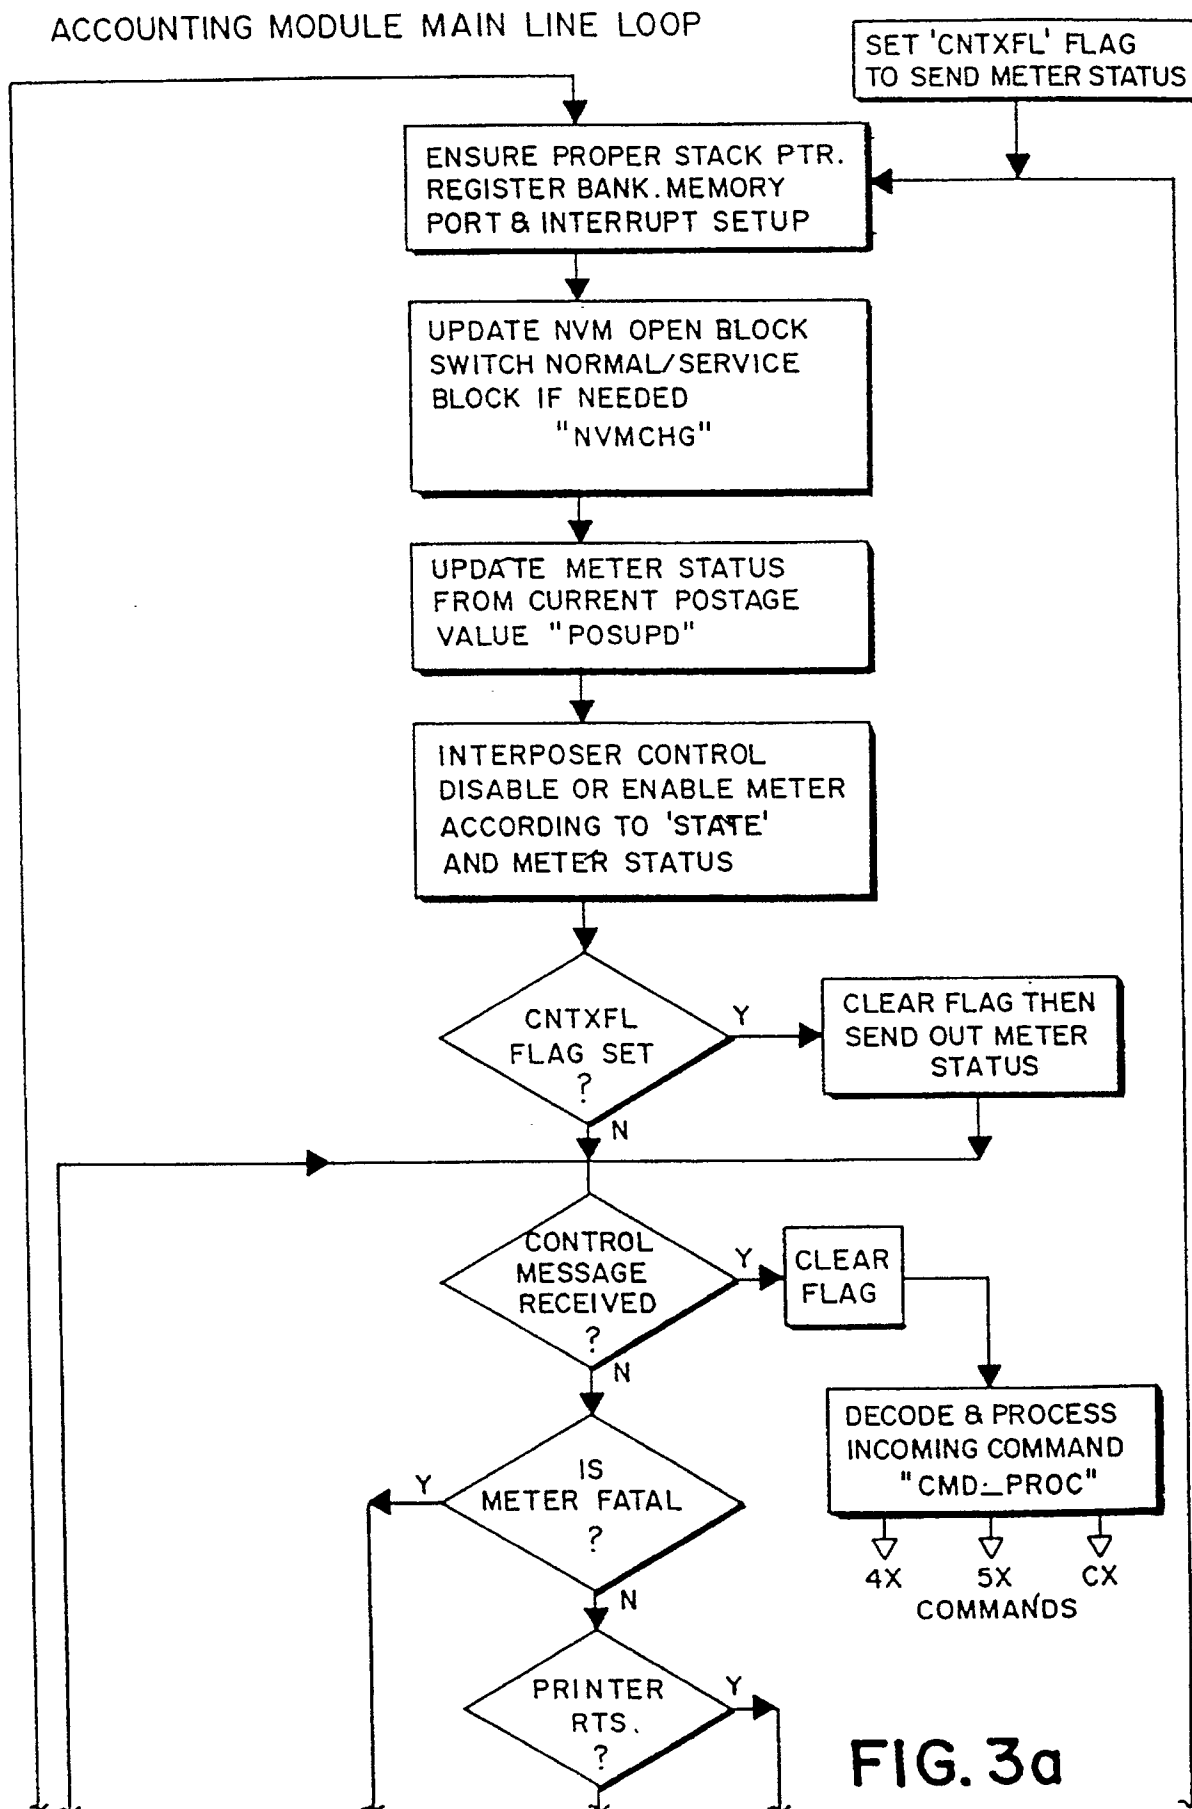 ACCOUNTING MODULE MAIN LINE LOOP
SET 'CNTXFL' FLAG
TO SEND METER STATUS
ENSURE PROPER STACK PTR.
REGISTER BANK. MEMORY
PORT & INTERRUPT SETUP
UPDATE NVM OPEN BLOCK
SWITCH NORMAL/SERVICE
BLOCK IF NEEDED
"NVMCHG"
UPDATE METER STATUS
FROM CURRENT POSTAGE
VALUE "POSUPD"
INTERPOSER CONTROL
DISABLE OR ENABLE METER
ACCORDING TO 'STATE'
AND METER STATUS
CNTXFL
FLAG SET
?
Y
N
CLEAR FLAG THEN
SEND OUT METER
STATUS
CONTROL
MESSAGE
RECEIVED
?
Y
N
CLEAR
FLAG
DECODE & PROCESS
INCOMING COMMAND
"CMD_PROC"
4X 5X CX
COMMANDS
IS
METER FATAL
?
Y
N
PRINTER
RTS.
?
Y
FIG. 3a